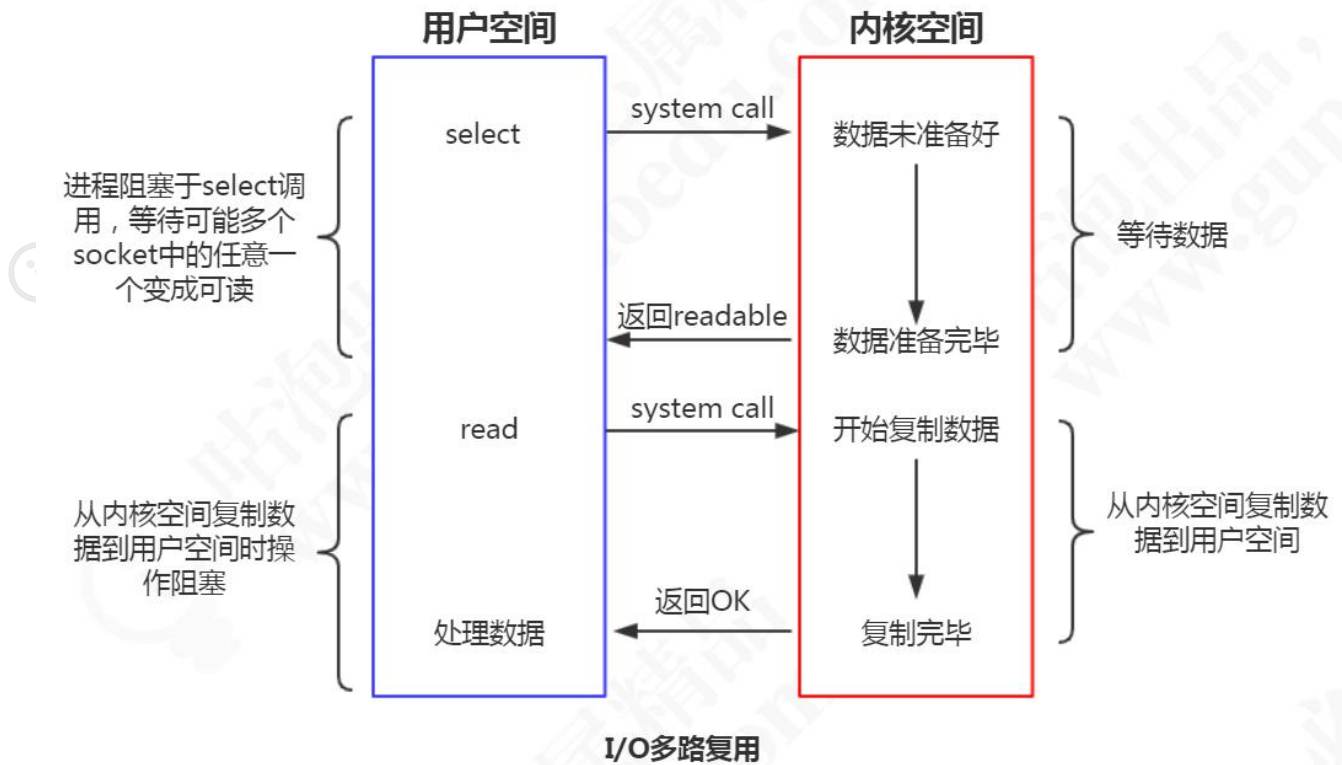 用户空间
内核空间
system call
select
数据未准备好
进程阻塞于select调
用，等待可能多个
socket中的任意一
个变成可读
等待数据
返回readable
数据准备完毕
system call
read
开始复制数据
从内核空间复制数
据到用户空间时操
作阻塞
从内核空间复制数
据到用户空间
返回OK
处理数据
复制完毕
I/O多路复用